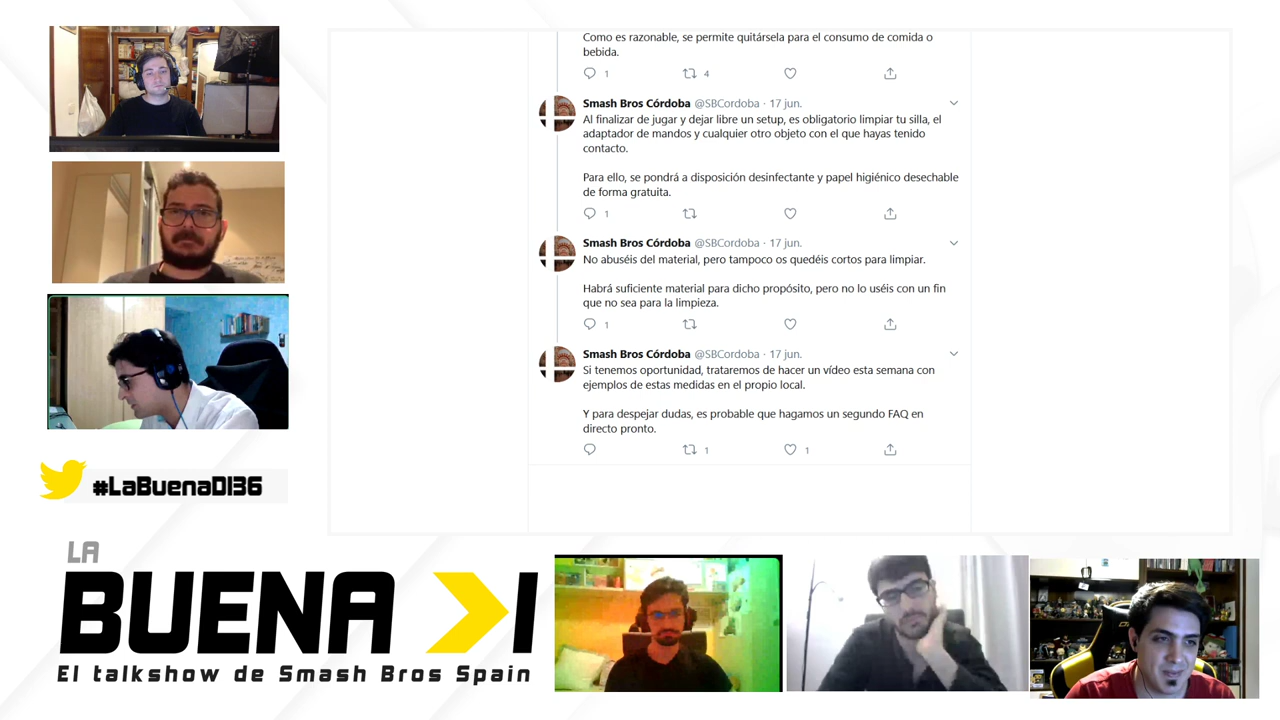 Como es razonable, se permite quitársela para el consumo de comida o
bebida.
1 4
Smash Bros Córdoba @SBCordoba · 17 jun.
Al finalizar de jugar y dejar libre un setup, es obligatorio limpiar tu silla, el
adaptador de mandos y cualquier otro objeto con el que hayas tenido
contacto.
Para ello, se pondrá a disposición desinfectante y papel higiénico desechable
de forma gratuita.
1
Smash Bros Córdoba @SBCordoba · 17 jun.
No abuséis del material, pero tampoco os quedéis cortos para limpiar.
Habrá suficiente material para dicho propósito, pero no lo uséis con un fin
que no sea para la limpieza.
1
Smash Bros Córdoba @SBCordoba · 17 jun.
Si tenemos oportunidad, trataremos de hacer un vídeo esta semana con
ejemplos de estas medidas en el propio local.
Y para despejar dudas, es probable que hagamos un segundo FAQ en
directo pronto.
1 1
#LaBuenaDI36
LA
BUENA DI
El talkshow de Smash Bros Spain